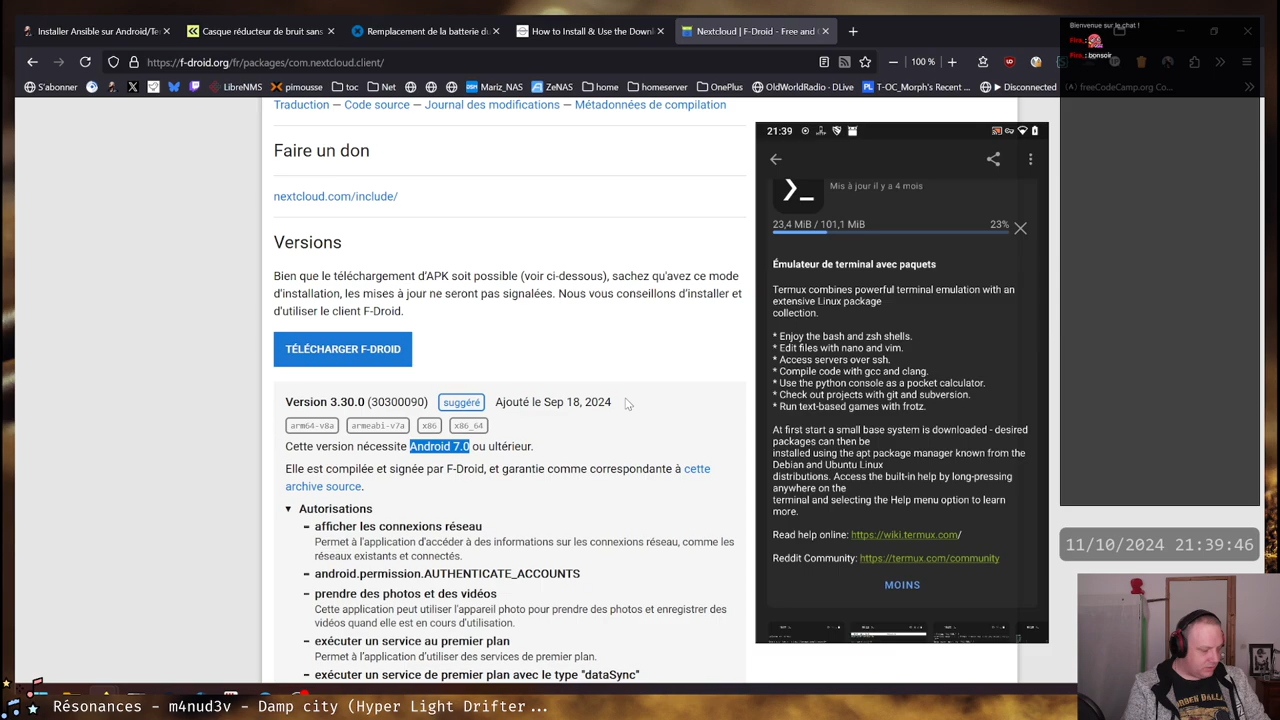 Installer Ansible sur Android/Te
Casque réducteur de bruit sans
Remplacement de la batterie du
How to Install & Use the Downl
Nextcloud | F-Droid - Free and
https://f-droid.org/fr/packages/com.nextcloud.client/
100 %
S'abonner
LibreNMS
pimousse
toc
Net
Mariz_NAS
ZeNAS
home
homeserver
OnePlus
OldWorldRadio - DLive
T-OC_Morph's Recent ...
Disconnected
(A) freeCodeCamp.org Co...
Bienvenue sur le chat !
bonsoir
Traduction — Code source — Journal des modifications — Métadonnées de compilation
Faire un don
nextcloud.com/include/
Versions
Bien que le téléchargement d'APK soit possible (voir ci-dessous), sachez qu'avez ce mode
d'installation, les mises à jour ne seront pas signalées. Nous vous conseillons d'installer et
d'utiliser le client F-Droid.
TÉLÉCHARGER F-DROID
Version 3.30.0 (30300090) suggéré Ajouté le Sep 18, 2024
arm64-v8a armeabi-v7a x86 x86_64
Cette version nécessite Android 7.0 ou ultérieur.
Elle est compilée et signée par F-Droid, et garantie comme correspondante à cette
archive source.
Autorisations
afficher les connexions réseau
Permet à l'application d'accéder à des informations sur les connexions réseau, comme les
réseaux existants et connectés.
android.permission.AUTHENTICATE_ACCOUNTS
prendre des photos et des vidéos
Cette application peut utiliser l'appareil photo pour prendre des photos et enregistrer des
vidéos quand elle est en cours d'utilisation.
exécuter un service au premier plan
Permet à l'application d'utiliser des services de premier plan.
exécuter un service de premier plan avec le type "dataSync"
21:39
Mis à jour il y a 4 mois
23,4 MiB / 101,1 MiB 23%
Émulateur de terminal avec paquets
Termux combines powerful terminal emulation with an
extensive Linux package
collection.
* Enjoy the bash and zsh shells.
* Edit files with nano and vim.
* Access servers over ssh.
* Compile code with gcc and clang.
* Use the python console as a pocket calculator.
* Check out projects with git and subversion.
* Run text-based games with frotz.
At first start a small base system is downloaded - desired
packages can then be
installed using the apt package manager known from the
Debian and Ubuntu Linux
distributions. Access the built-in help by long-pressing
anywhere on the
terminal and selecting the Help menu option to learn
more.
Read help online: https://wiki.termux.com/
Reddit Community: https://termux.com/community
MOINS
11/10/2024 21:39:46
Résonances - m4nud3v - Damp city (Hyper Light Drifter...